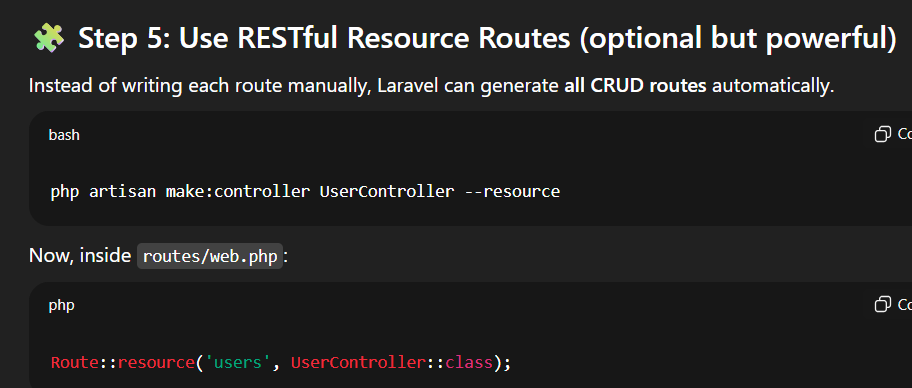 🧩 Step 5: Use RESTful Resource Routes (optional but powerful)
Instead of writing each route manually, Laravel can generate all CRUD routes automatically.
bash
Co
php artisan make:controller UserController --resource
Now, inside routes/web.php:
php
Co
Route::resource('users', UserController::class);